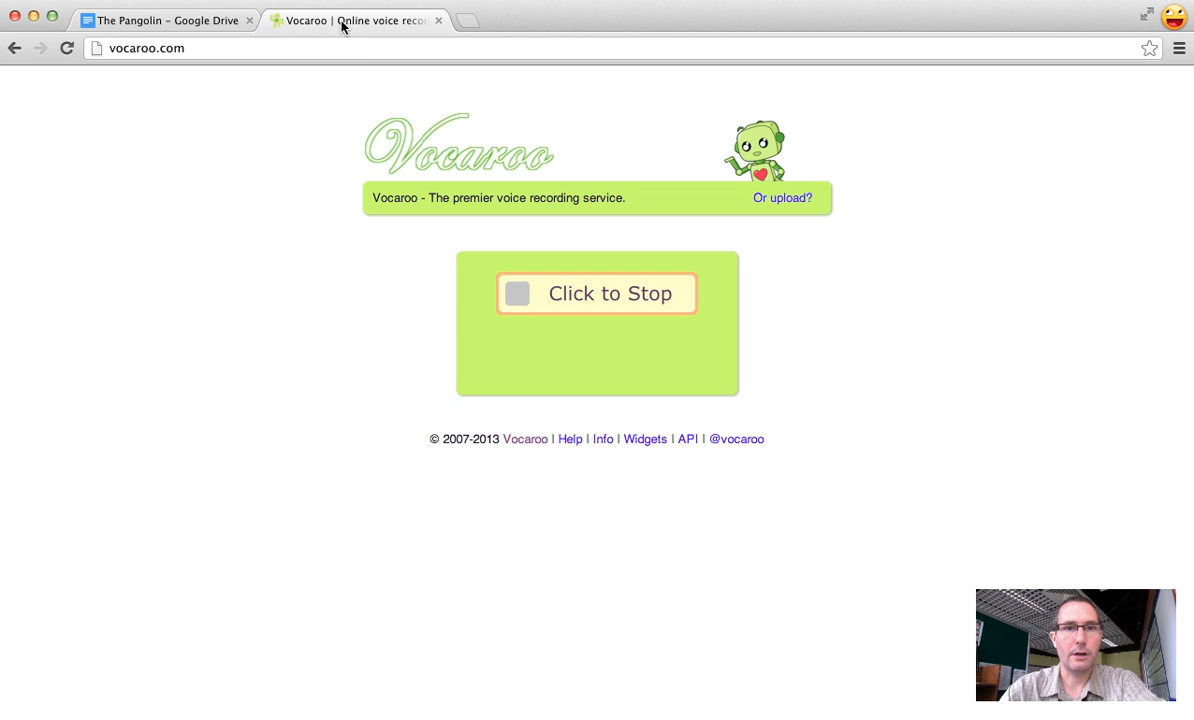 The Pangolin – Google Drive
Vocaroo | Online voice recor
vocaroo.com
Vocaroo
Vocaroo - The premier voice recording service.
Or upload?
Click to Stop
© 2007-2013 Vocaroo | Help | Info | Widgets | API | @vocaroo